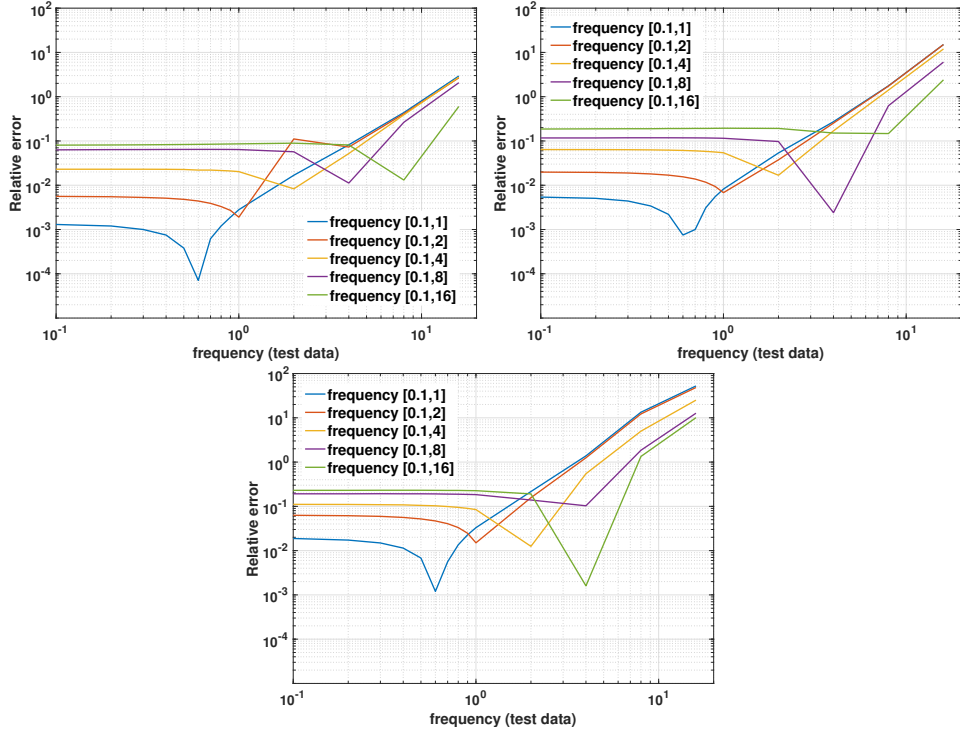 10^2
10^1
10^0
10^-1
10^-2
10^-3
10^-4
Relative error
frequency [0.1,1]
frequency [0.1,2]
frequency [0.1,4]
frequency [0.1,8]
frequency [0.1,16]
10^-1
10^0
10^1
frequency (test data)
10^2
10^1
10^0
10^-1
10^-2
10^-3
10^-4
Relative error
frequency [0.1,1]
frequency [0.1,2]
frequency [0.1,4]
frequency [0.1,8]
frequency [0.1,16]
10^-1
10^0
10^1
frequency (test data)
10^2
10^1
10^0
10^-1
10^-2
10^-3
10^-4
Relative error
frequency [0.1,1]
frequency [0.1,2]
frequency [0.1,4]
frequency [0.1,8]
frequency [0.1,16]
10^-1
10^0
10^1
frequency (test data)